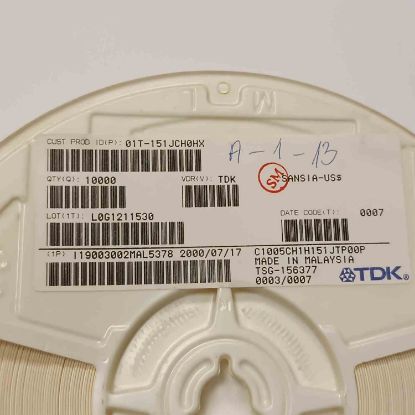 CUST PROD ID(P): 01T-151JCH0HX
A-1-13
QTY(Q): 10000
VDR(V): TDK
SM
SANSIA-US$
LOT(1T): L0G1211530
DATE CODE(T): 0007
(1P) I19003002MAL5378 2000/07/17
C1005CH1H151JTP00P
MADE IN MALAYSIA
TSG-156377
0003/0007
TDK